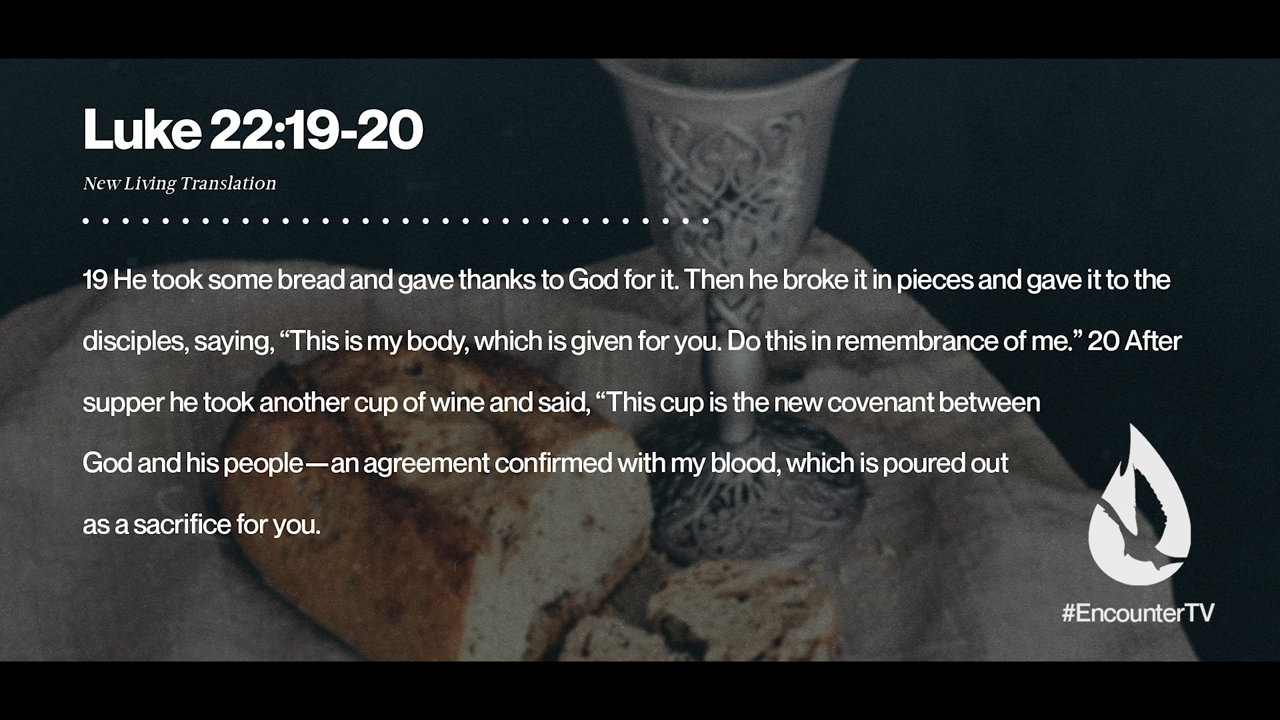 Luke 22:19-20
New Living Translation
19 He took some bread and gave thanks to God for it. Then he broke it in pieces and gave it to the
disciples, saying, “This is my body, which is given for you. Do this in remembrance of me.” 20 After
supper he took another cup of wine and said, “This cup is the new covenant between
God and his people—an agreement confirmed with my blood, which is poured out
as a sacrifice for you.
#EncounterTV